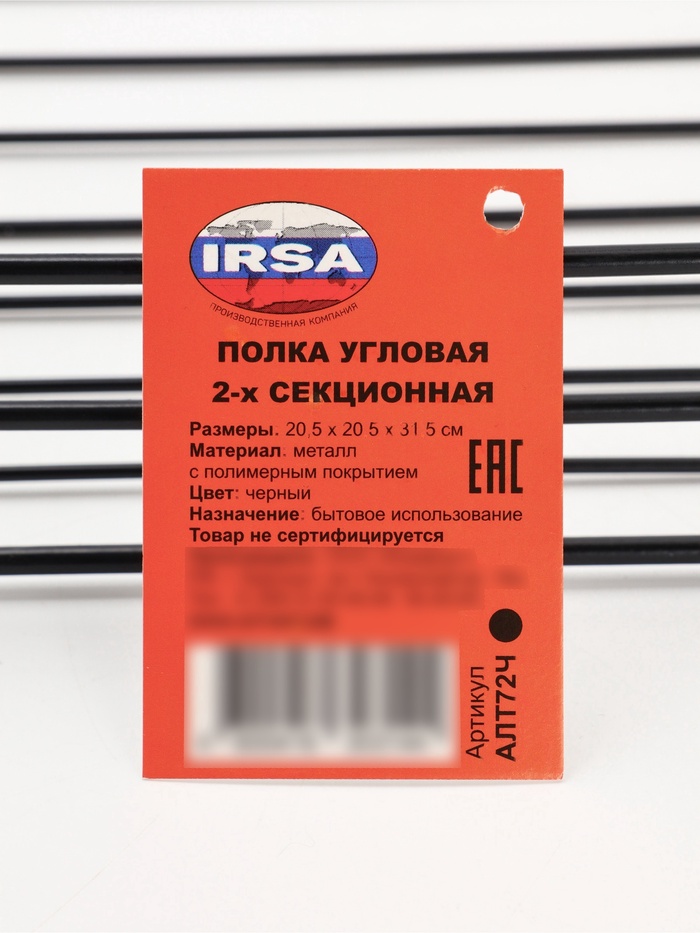 IRSA
ПРОИЗВОДСТВЕННАЯ КОМПАНИЯ
ПОЛКА УГЛОВАЯ
2-х СЕКЦИОННАЯ
Размеры. 20,5 х 20 5 х 31 5 см
Материал: металл
с полимерным покрытием
EAC
Цвет: черный
Назначение: бытовое использование
Товар не сертифицируется
Артикул
АЛТ72Ч